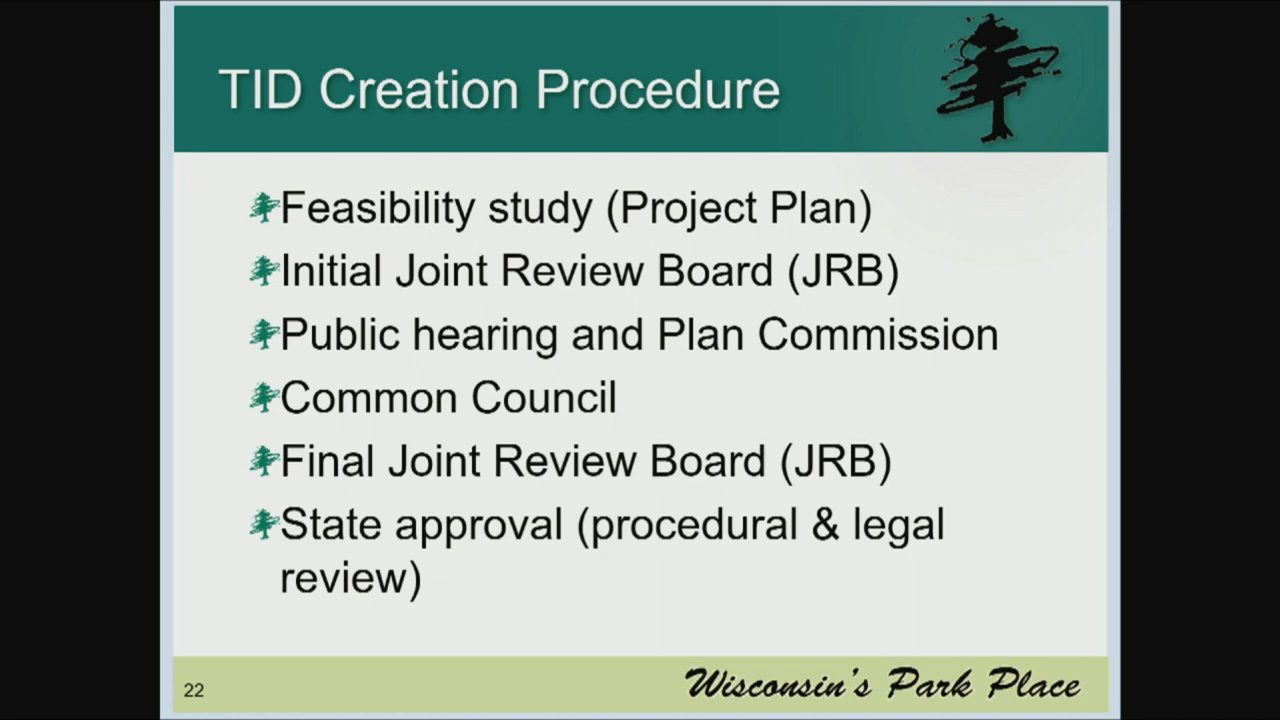 TID Creation Procedure
Feasibility study (Project Plan)
Initial Joint Review Board (JRB)
Public hearing and Plan Commission
Common Council
Final Joint Review Board (JRB)
State approval (procedural & legal
review)
22
Wisconsin's Park Place